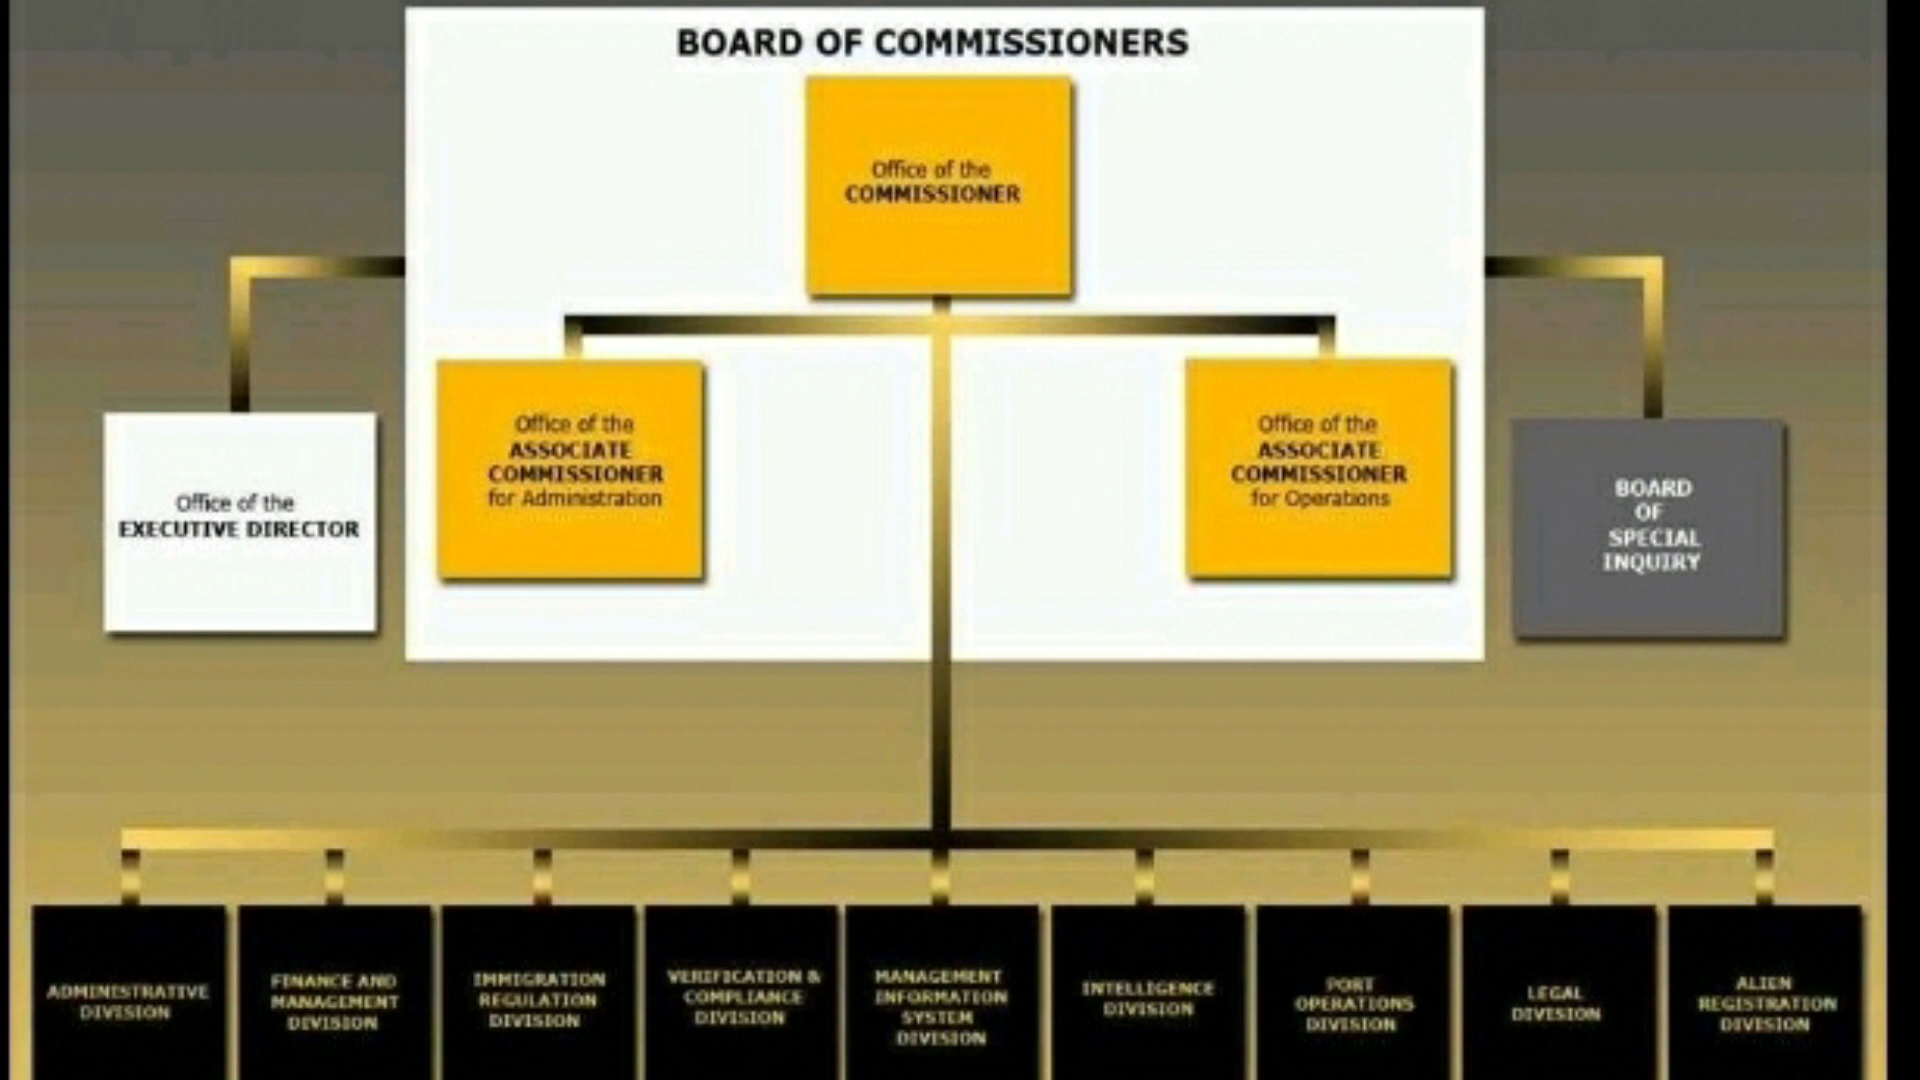 BOARD OF COMMISSIONERS
Office of the
COMMISSIONER
Office of the
EXECUTIVE DIRECTOR
Office of the
ASSOCIATE
COMMISSIONER
for Administration
Office of the
ASSOCIATE
COMMISSIONER
for Operations
BOARD
OF
SPECIAL
INQUIRY
ADMINISTRATIVE
DIVISION
FINANCE AND
MANAGEMENT
DIVISION
IMMIGRATION
REGULATION
DIVISION
VERIFICATION &
COMPLIANCE
DIVISION
MANAGEMENT
INFORMATION
SYSTEM
DIVISION
INTELLIGENCE
DIVISION
PORT
OPERATIONS
DIVISION
LEGAL
DIVISION
ALIEN
REGISTRATION
DIVISION